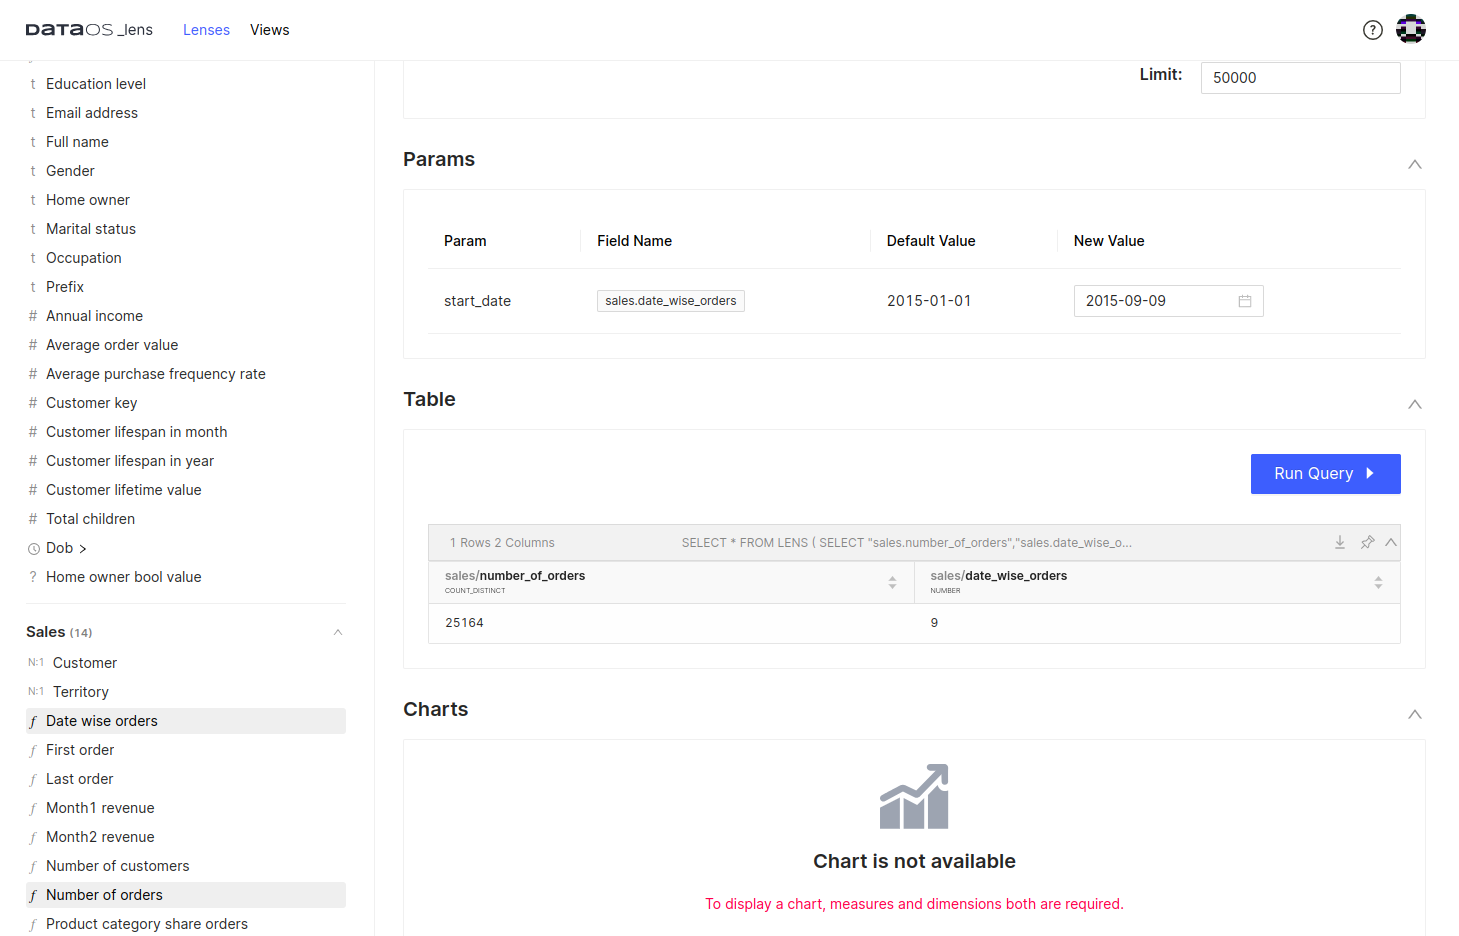 DATAOS _lens
Lenses
Views
?
t Education level
t Email address
t Full name
t Gender
t Home owner
t Marital status
t Occupation
t Prefix
# Annual income
# Average order value
# Average purchase frequency rate
# Customer key
# Customer lifespan in month
# Customer lifespan in year
# Customer lifetime value
# Total children
Dob >
? Home owner bool value
Sales (14)
N:1 Customer
N:1 Territory
f Date wise orders
f First order
f Last order
f Month1 revenue
f Month2 revenue
f Number of customers
f Number of orders
f Product category share orders
Limit: 50000
Params
Param Field Name Default Value New Value
start_date sales.date_wise_orders 2015-01-01 2015-09-09
Table
Run Query
1 Rows 2 Columns SELECT * FROM LENS ( SELECT "sales.number_of_orders","sales.date_wise_o...
sales/number_of_orders sales/date_wise_orders
COUNT_DISTINCT NUMBER
25164 9
Charts
Chart is not available
To display a chart, measures and dimensions both are required.